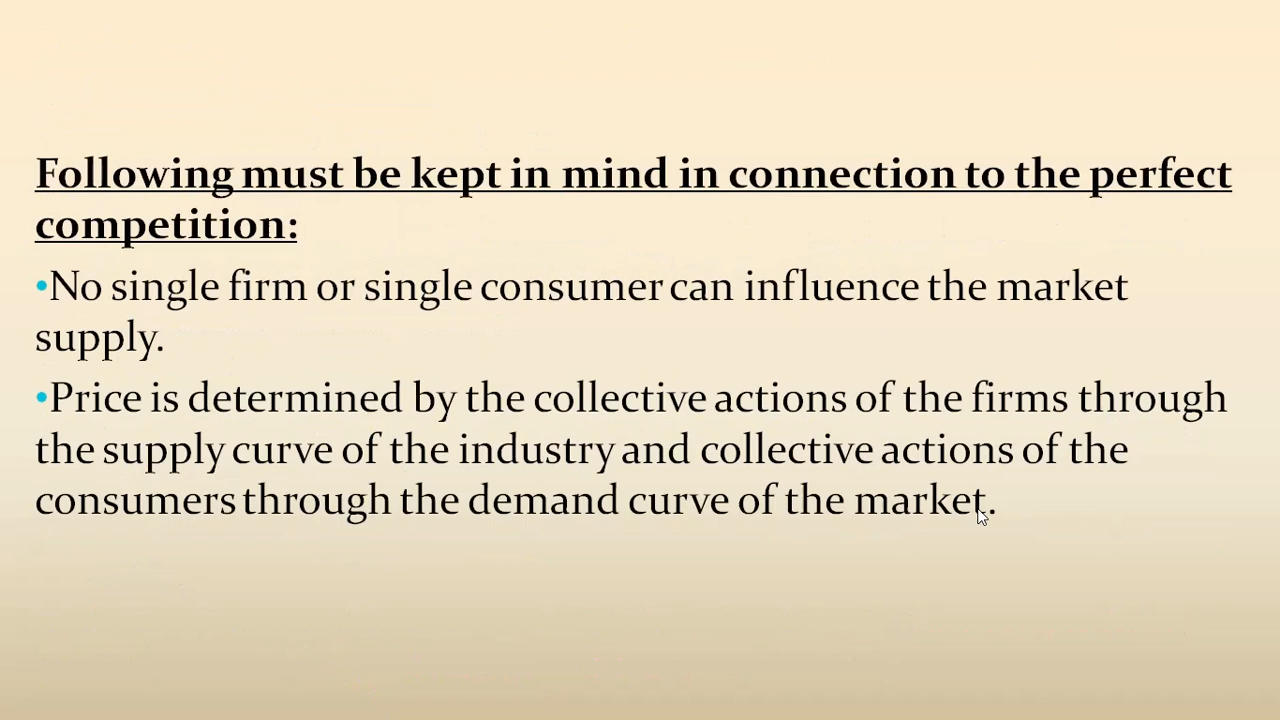 Following must be kept in mind in connection to the perfect
competition:
•No single firm or single consumer can influence the market
supply.
•Price is determined by the collective actions of the firms through
the supply curve of the industry and collective actions of the
consumers through the demand curve of the market.